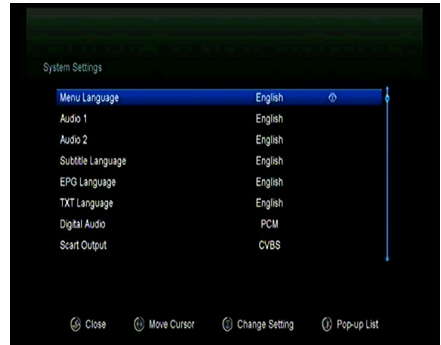 System Settings
Menu Language English
Audio 1 English
Audio 2 English
Subtitle Language English
EPG Language English
TXT Language English
Digital Audio PCM
Scart Output CVBS
Close Move Cursor Change Setting Pop-up List